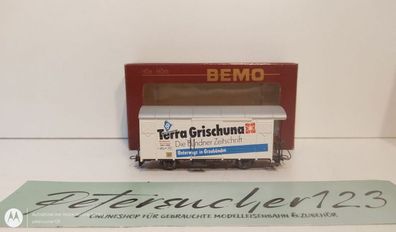 BEMO
Terra Grischuna
Die Bündner Zeitschrift
Unterwegs in Graubünden
Petersucher123
ONLINESHOP FÜR GEBRAUCHTE MODELLEISENBAHN & ZUBEHÖR